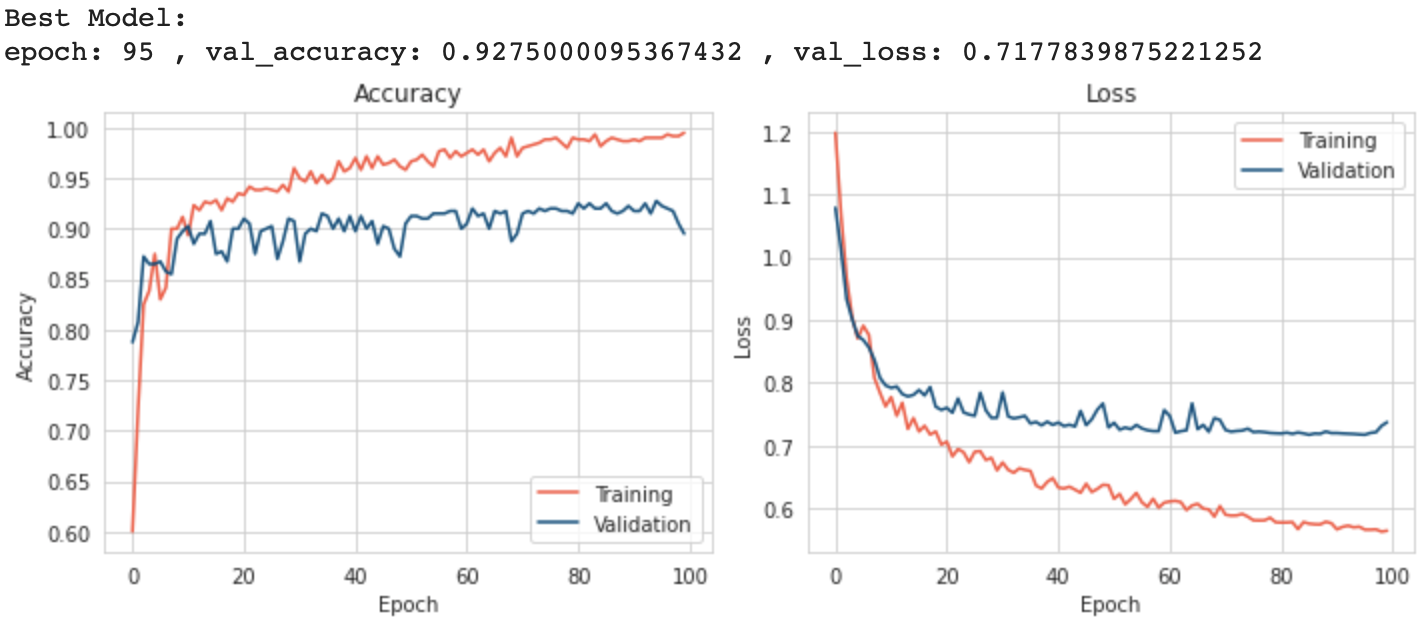 Best Model:
epoch: 95 , val_accuracy: 0.9275000095367432 , val_loss: 0.7177839875221252
Accuracy
1.00
0.95
0.90
0.85
0.80
0.75
0.70
0.65
0.60
Accuracy
0
20
40
60
80
100
Epoch
Training
Validation
Loss
1.2
1.1
1.0
0.9
0.8
0.7
0.6
Loss
0
20
40
60
80
100
Epoch
Training
Validation